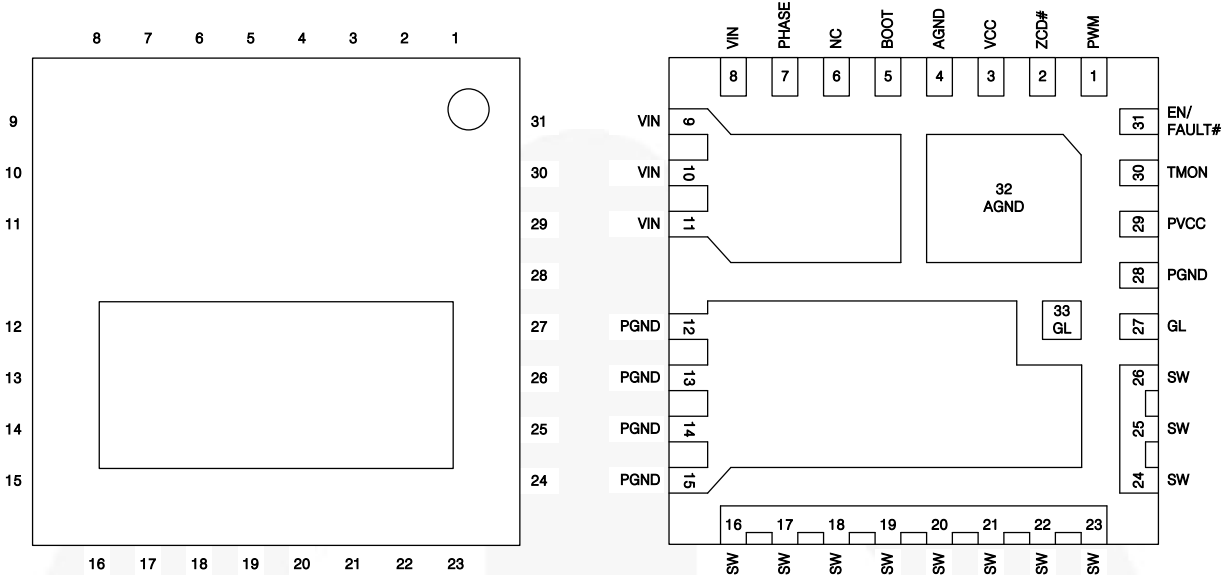 8 7 6 5 4 3 2 1
9
10
11
12
13
14
15
31
30
29
28
27
26
25
24
16 17 18 19 20 21 22 23
VIN PHASE NC BOOT AGND VCC ZCD# PWM
8 7 6 5 4 3 2 1
VIN 9
VIN 10
VIN 11
PGND 12
PGND 13
PGND 14
PGND 15
32
AGND
33
GL
31 EN/
FAULT#
30 TMON
29 PVCC
28 PGND
27 GL
26 SW
25 SW
24 SW
16 17 18 19 20 21 22 23
SW SW SW SW SW SW SW SW